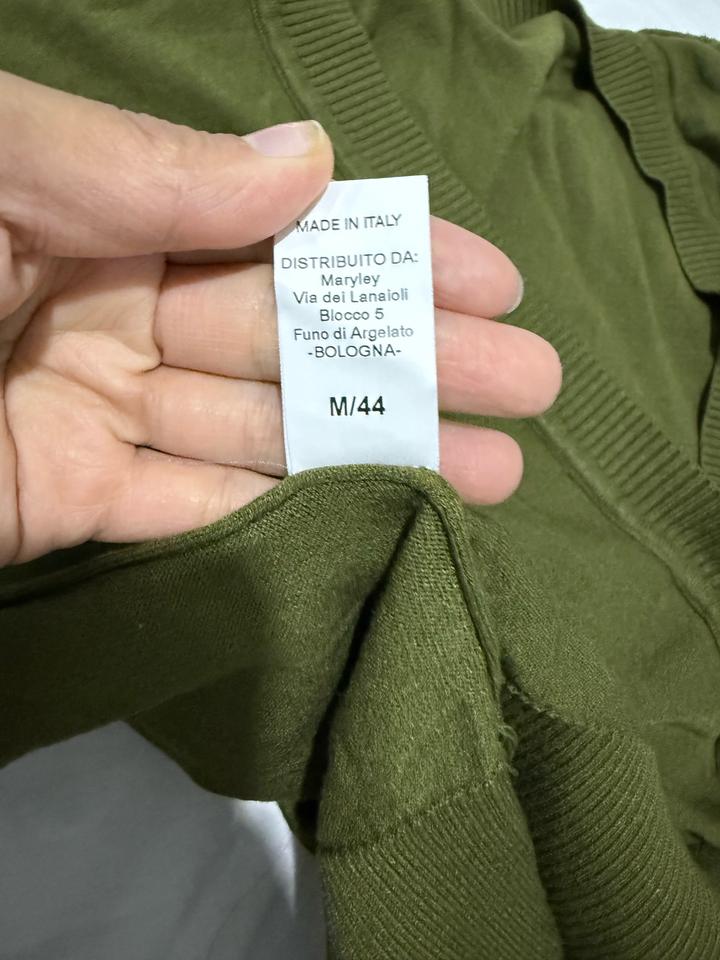 MADE IN ITALY
DISTRIBUITO DA:
Maryley
Via dei Lanaioli
Blocco 5
Funo di Argelato
-BOLOGNA-
M/44